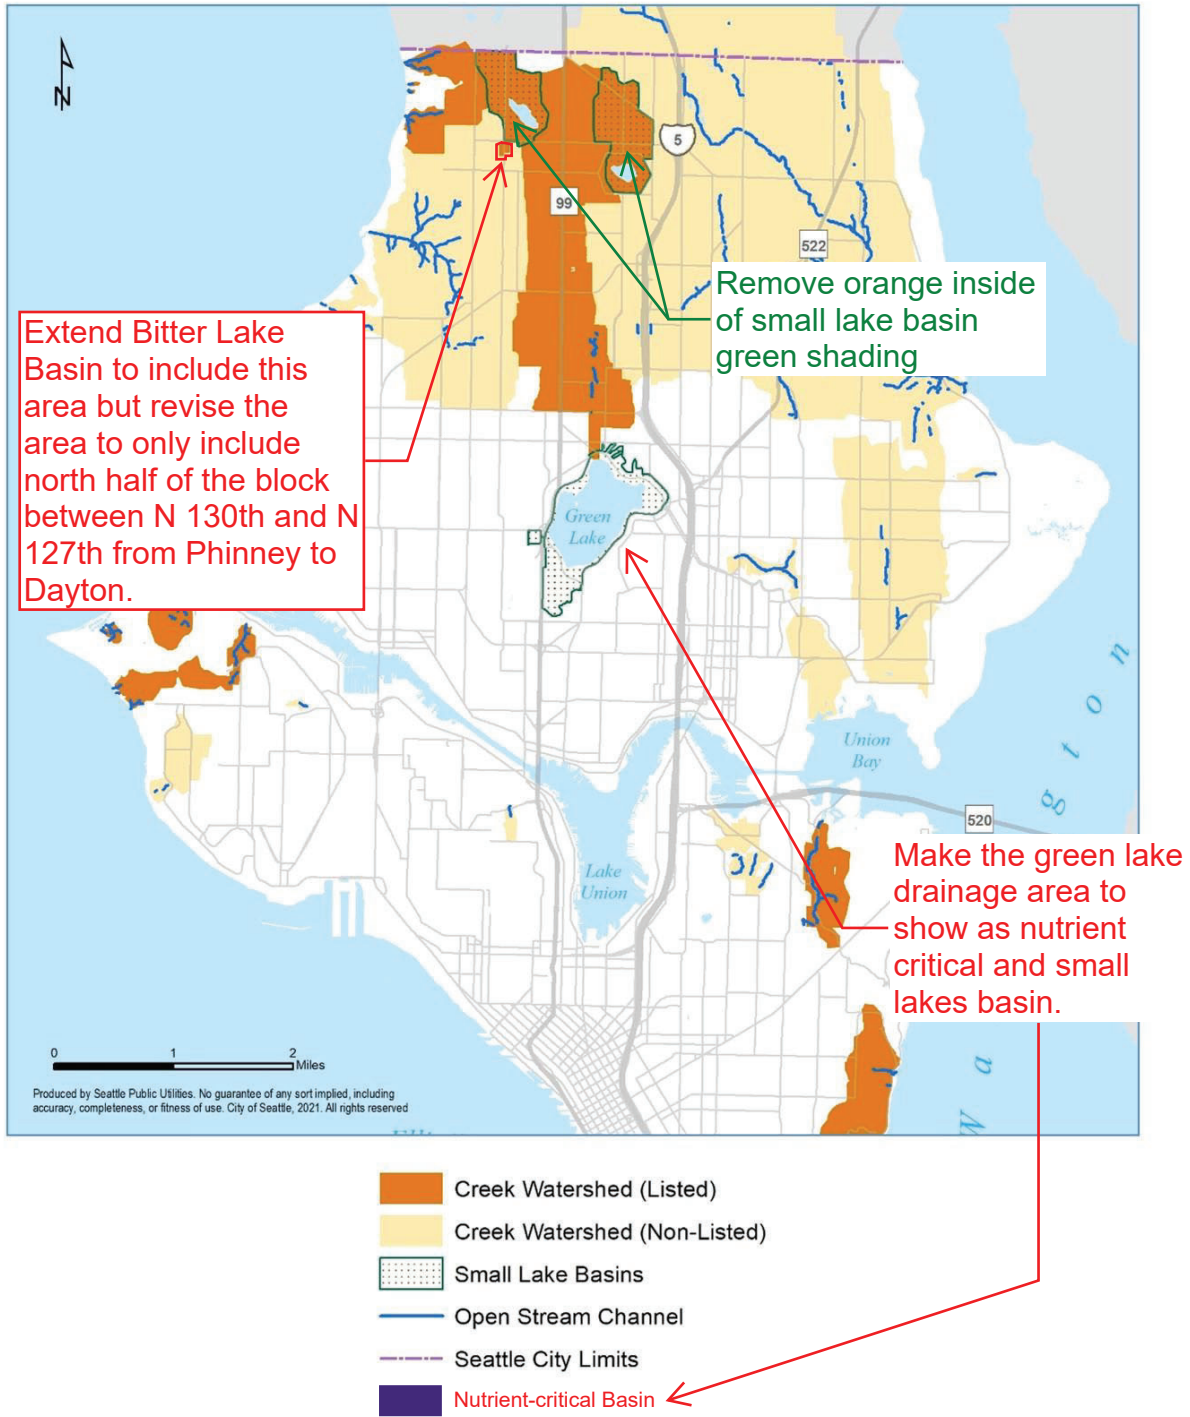 N
5
99
522
Remove orange inside
of small lake basin
green shading
Extend Bitter Lake
Basin to include this
area but revise the
area to only include
north half of the block
between N 130th and N
127th from Phinney to
Dayton.
Green
Lake
Union
Bay
g t o n
520
Lake
Union
Make the green lake
drainage area to
show as nutrient
critical and small
lakes basin.
0 1 2
Miles
Produced by Seattle Public Utilities. No guarantee of any sort implied, including
accuracy, completeness, or fitness of use. City of Seattle, 2021. All rights reserved
W a
Creek Watershed (Listed)
Creek Watershed (Non-Listed)
Small Lake Basins
Open Stream Channel
Seattle City Limits
Nutrient-critical Basin